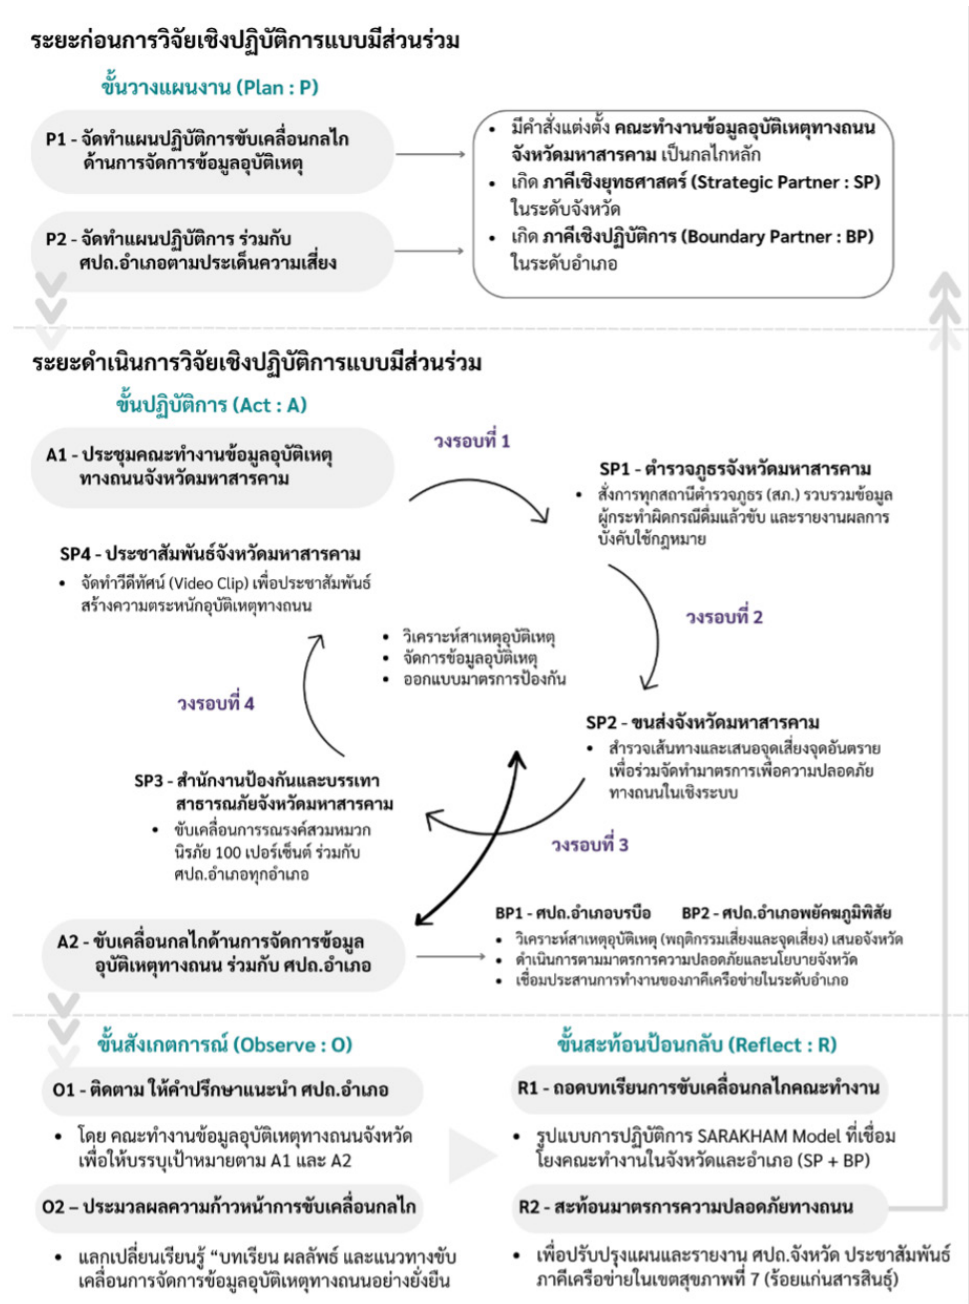 ระยะก่อนการวิจัยเชิงปฏิบัติการแบบมีส่วนร่วม
ขั้นวางแผนงาน (Plan : P)
P1 - จัดทำแผนปฏิบัติการขับเคลื่อนกลไก
ด้านการจัดการข้อมูลอุบัติเหตุ
P2 - จัดทำแผนปฏิบัติการ ร่วมกับ
ศปถ.อำเภอตามประเด็นความเสี่ยง
• มีคำสั่งแต่งตั้ง คณะทำงานข้อมูลอุบัติเหตุทางถนน
จังหวัดมหาสารคาม เป็นกลไกหลัก
• เกิด ภาคีเชิงยุทธศาสตร์ (Strategic Partner : SP)
ในระดับจังหวัด
• เกิด ภาคีเชิงปฏิบัติการ (Boundary Partner : BP)
ในระดับอำเภอ
ระยะดำเนินการวิจัยเชิงปฏิบัติการแบบมีส่วนร่วม
ขั้นปฏิบัติการ (Act : A)
A1 - ประชุมคณะทำงานข้อมูลอุบัติเหตุ
ทางถนนจังหวัดมหาสารคาม
วงรอบที่ 1
SP1 - ตำรวจภูธรจังหวัดมหาสารคาม
• สั่งการทุกสถานีตำรวจภูธร (สภ.) รวบรวมข้อมูล
ผู้กระทำผิดกรณีดื่มแล้วขับ และรายงานผลการ
บังคับใช้กฎหมาย
SP4 - ประชาสัมพันธ์จังหวัดมหาสารคาม
• จัดทำวีดีทัศน์ (Video Clip) เพื่อประชาสัมพันธ์
สร้างความตระหนักอุบัติเหตุทางถนน
วงรอบที่ 2
• วิเคราะห์สาเหตุอุบัติเหตุ
• จัดการข้อมูลอุบัติเหตุ
• ออกแบบมาตรการป้องกัน
วงรอบที่ 4
SP2 - ขนส่งจังหวัดมหาสารคาม
• สำรวจเส้นทางและเสนอจุดเสี่ยงจุดอันตราย
เพื่อร่วมจัดทำมาตรการเพื่อความปลอดภัย
ทางถนนในเชิงระบบ
SP3 - สำนักงานป้องกันและบรรเทา
สาธารณภัยจังหวัดมหาสารคาม
• ขับเคลื่อนการรณรงค์สวมหมวก
นิรภัย 100 เปอร์เซ็นต์ ร่วมกับ
ศปถ.อำเภอทุกอำเภอ
วงรอบที่ 3
A2 - ขับเคลื่อนกลไกด้านการจัดการข้อมูล
อุบัติเหตุทางถนน ร่วมกับ ศปถ.อำเภอ
BP1 - ศปถ.อำเภอบรบือ BP2 - ศปถ.อำเภอพยัคฆภูมิพิสัย
• วิเคราะห์สาเหตุอุบัติเหตุ (พฤติกรรมเสี่ยงและจุดเสี่ยง) เสนอจังหวัด
• ดำเนินการตามมาตรการความปลอดภัยและนโยบายจังหวัด
• เชื่อมประสานการทำงานของภาคีเครือข่ายในระดับอำเภอ
ขั้นสังเกตการณ์ (Observe : O)
O1 - ติดตาม ให้คำปรึกษาแนะนำ ศปถ.อำเภอ
• โดย คณะทำงานข้อมูลอุบัติเหตุทางถนนจังหวัด
เพื่อให้บรรบุเป้าหมายตาม A1 และ A2
O2 – ประมวลผลความก้าวหน้าการขับเคลื่อนกลไก
• แลกเปลี่ยนเรียนรู้ “บทเรียน ผลลัพธ์ และแนวทางขับ
เคลื่อนการจัดการข้อมูลอุบัติเหตุทางถนนอย่างยั่งยืน
ขั้นสะท้อนป้อนกลับ (Reflect : R)
R1 - ถอดบทเรียนการขับเคลื่อนกลไกคณะทำงาน
• รูปแบบการปฏิบัติการ SARAKHAM Model ที่เชื่อม
โยงคณะทำงานในจังหวัดและอำเภอ (SP + BP)
R2 - สะท้อนมาตรการความปลอดภัยทางถนน
• เพื่อปรับปรุงแผนและรายงาน ศปถ.จังหวัด ประชาสัมพันธ์
ภาคีเครือข่ายในเขตสุขภาพที่ 7 (ร้อยแก่นสารสินธุ์)